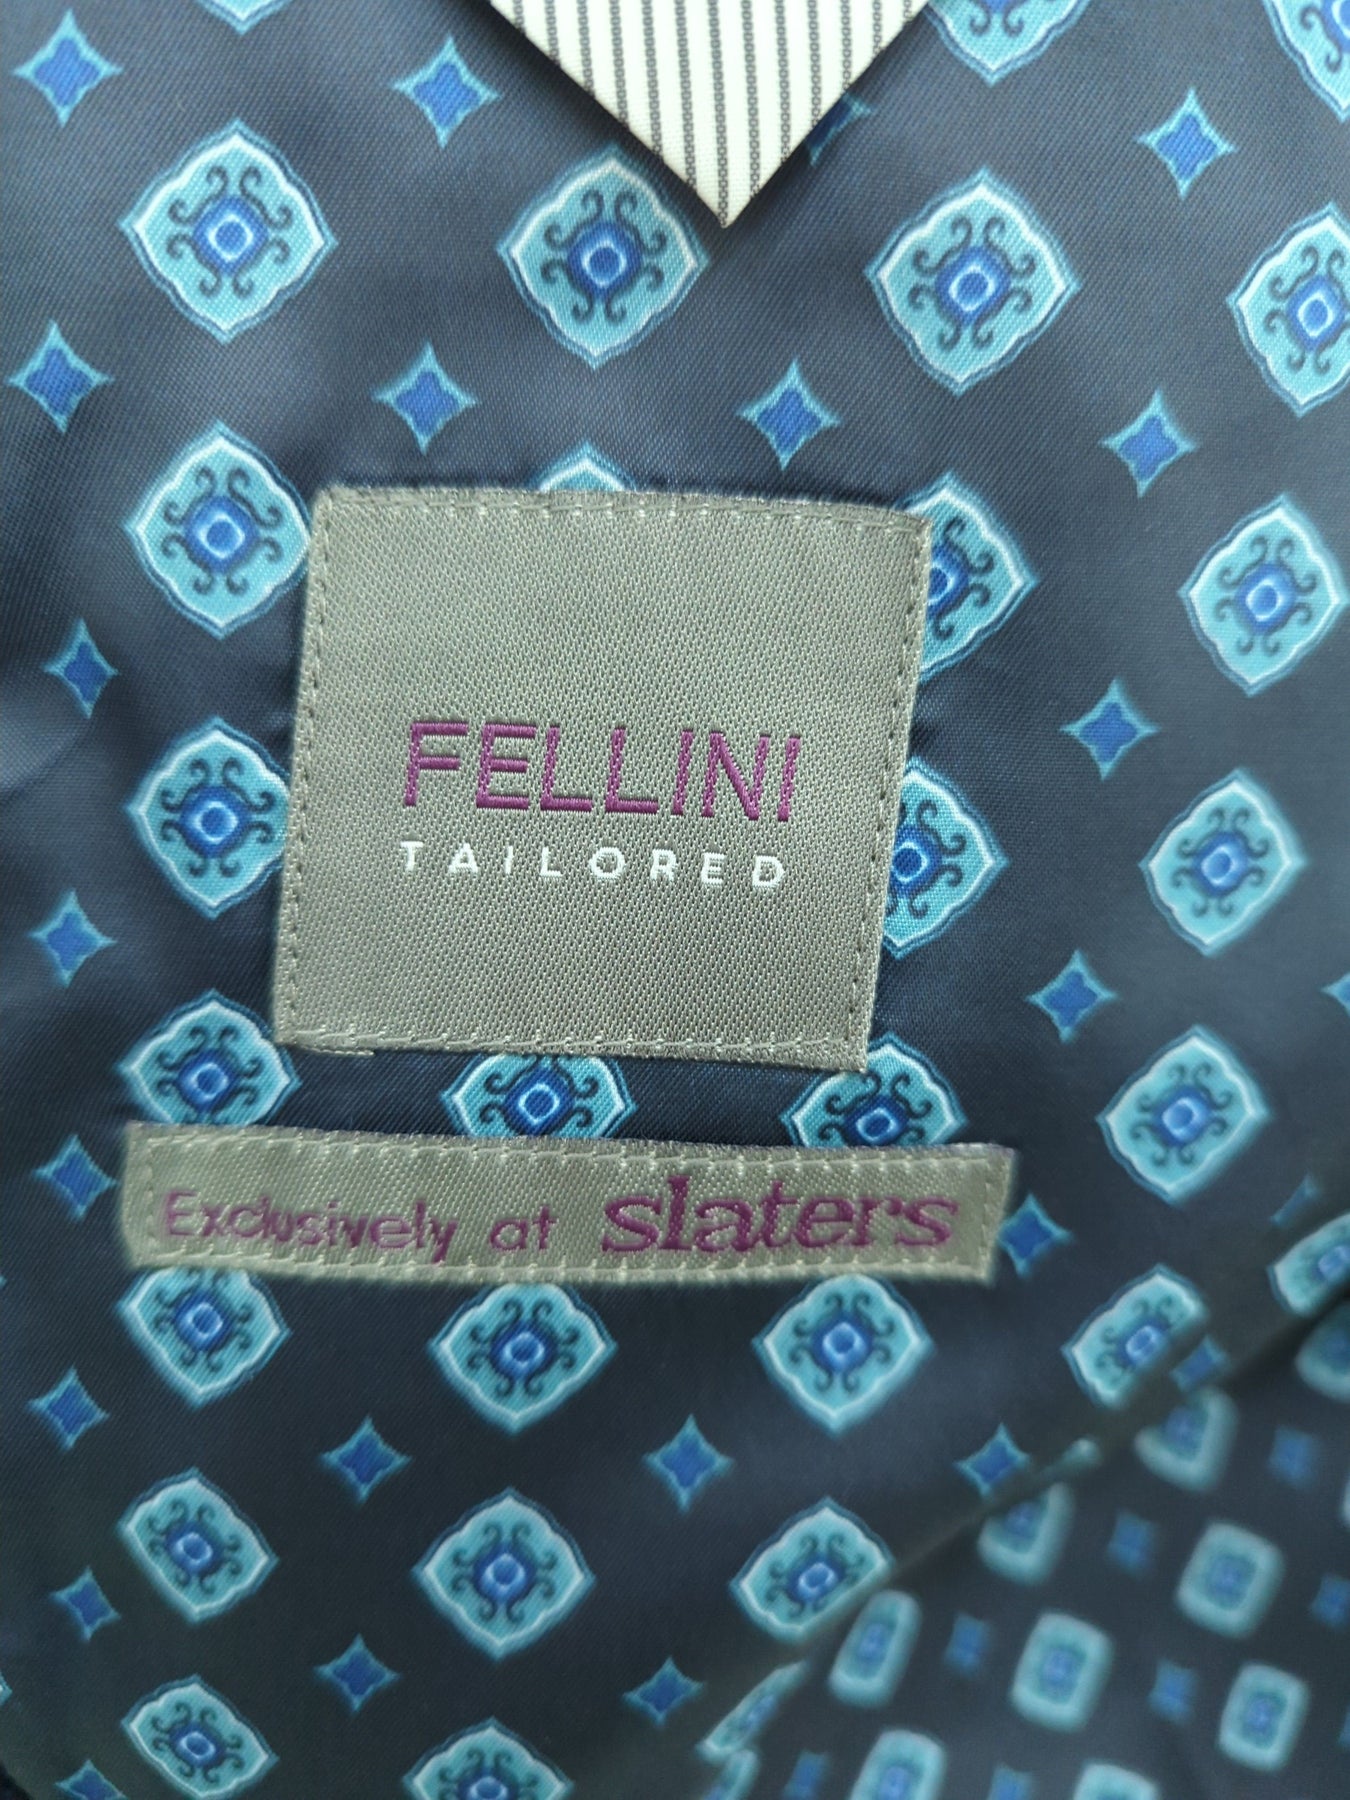 FELLINI
TAILORED
Exclusively at slaters